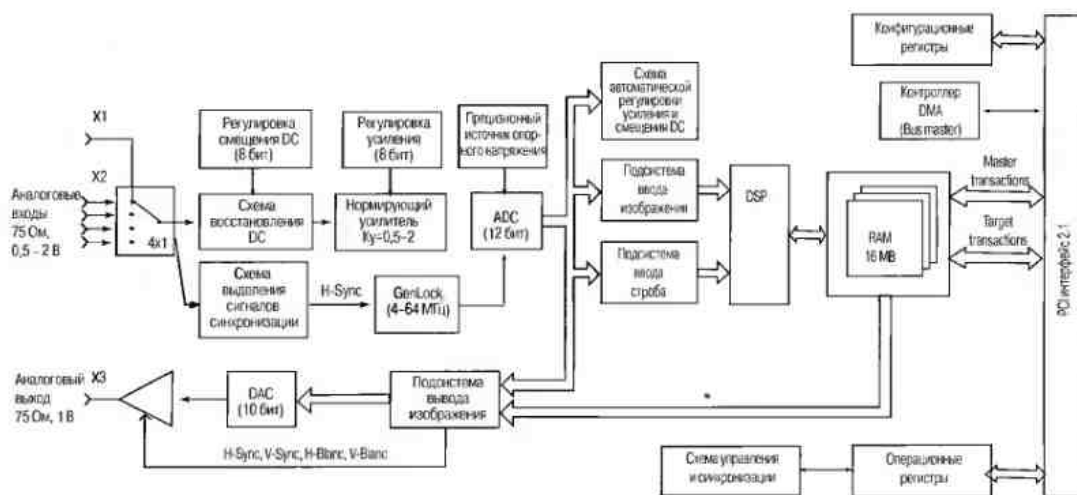 Конфигурационные
регистры
Контроллер
DMA
(Bus master)
Master
transactions
Target
transactions
PCI интерфейс 2.1
Схема
автоматической
регулировки
усиления и
смещения DC
Подсистема
ввода
изображения
Подсистема
ввода
строба
DSP
RAM
16 MB
X1
X2
Аналоговые
входы
75 Ом,
0,5–2 В
4x1
Регулировка
смещения DC
(8 бит)
Регулировка
усиления
(8 бит)
Прецизионный
источник опор-
ного напряжения
Схема
восстановления
DC
Нормирующий
усилитель
Ку=0,5–2
ADC
(12 бит)
Схема
выделения
сигналов
синхронизации
H-Sync
GenLock
(4–64 МГц)
Аналоговый
выход
75 Ом, 1 В
X3
DAC
(10 бит)
Подсистема
вывода
изображения
H-Sync, V-Sync, H-Blanc, V-Blanc
Схема управления
и синхронизации
Операционные
регистры